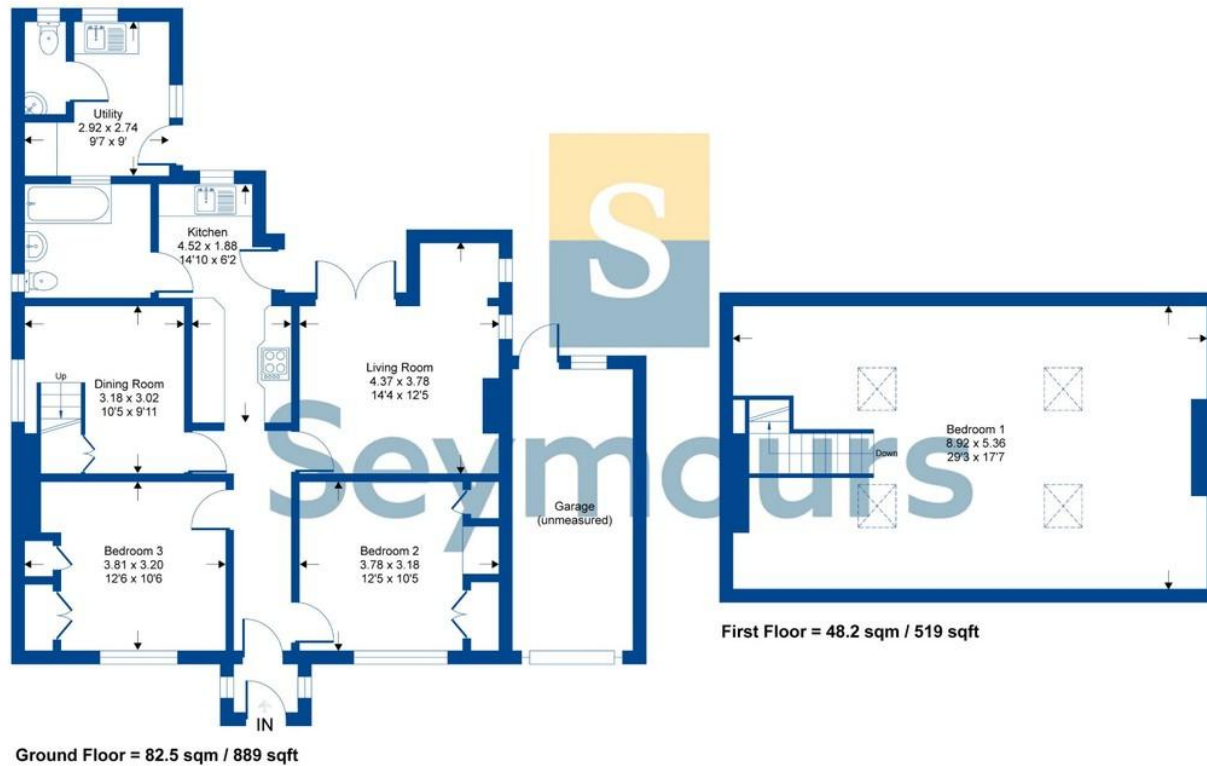 Utility
2.92 x 2.74
9'7 x 9'
Kitchen
4.52 x 1.88
14'10 x 6'2
S
Living Room
4.37 x 3.78
14'4 x 12'5
Up
Dining Room
3.18 x 3.02
10'5 x 9'11
Bedroom 1
8.92 x 5.36
29'3 x 17'7
Down
Seymours
Garage
(unmeasured)
Bedroom 3
3.81 x 3.20
12'6 x 10'6
Bedroom 2
3.78 x 3.18
12'5 x 10'5
First Floor = 48.2 sqm / 519 sqft
IN
Ground Floor = 82.5 sqm / 889 sqft